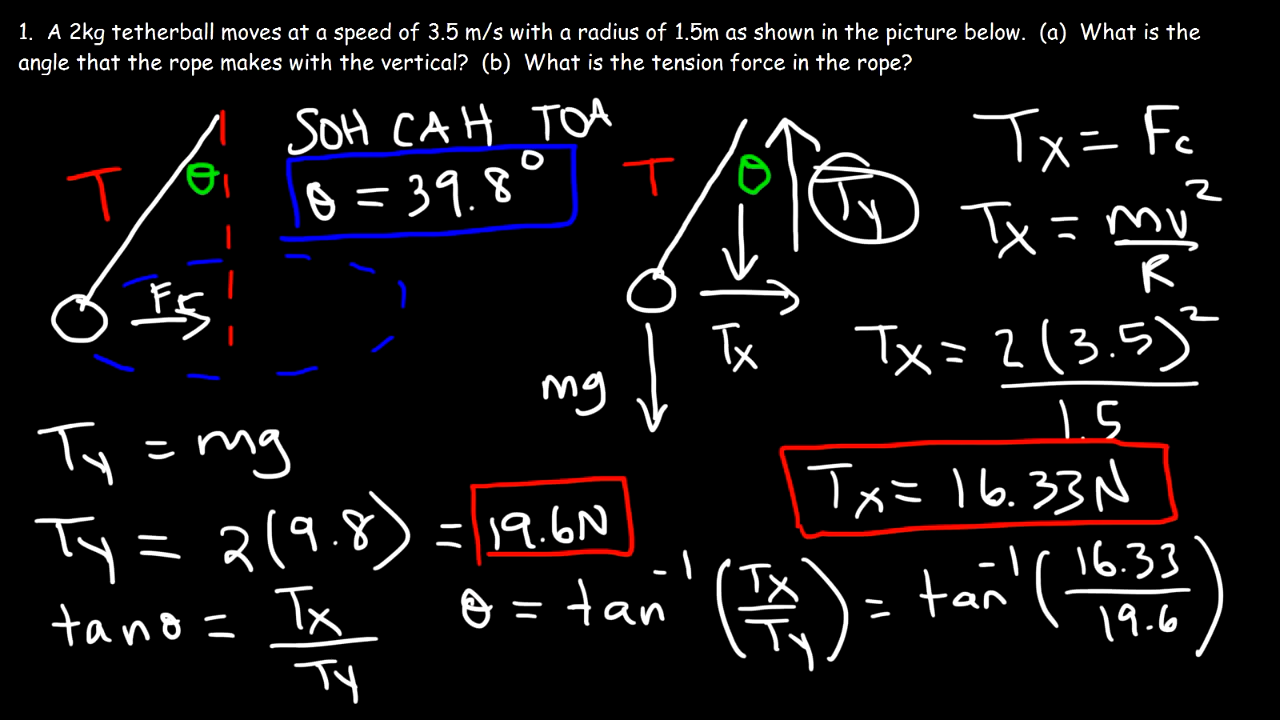 1. A 2kg tetherball moves at a speed of 3.5 m/s with a radius of 1.5m as shown in the picture below. (a) What is the
angle that the rope makes with the vertical? (b) What is the tension force in the rope?
SOH CAH TOA
θ = 39.8°
T
θ
Fc
T
θ
Ty
Tx
mg
Tx = Fc
Tx = mv²/R
Tx = 2(3.5)²/1.5
Tx = 16.33N
Ty = mg
Ty = 2(9.8) = 19.6N
tanθ = Tx/Ty
θ = tan⁻¹(Tx/Ty) = tan⁻¹(16.33/19.6)